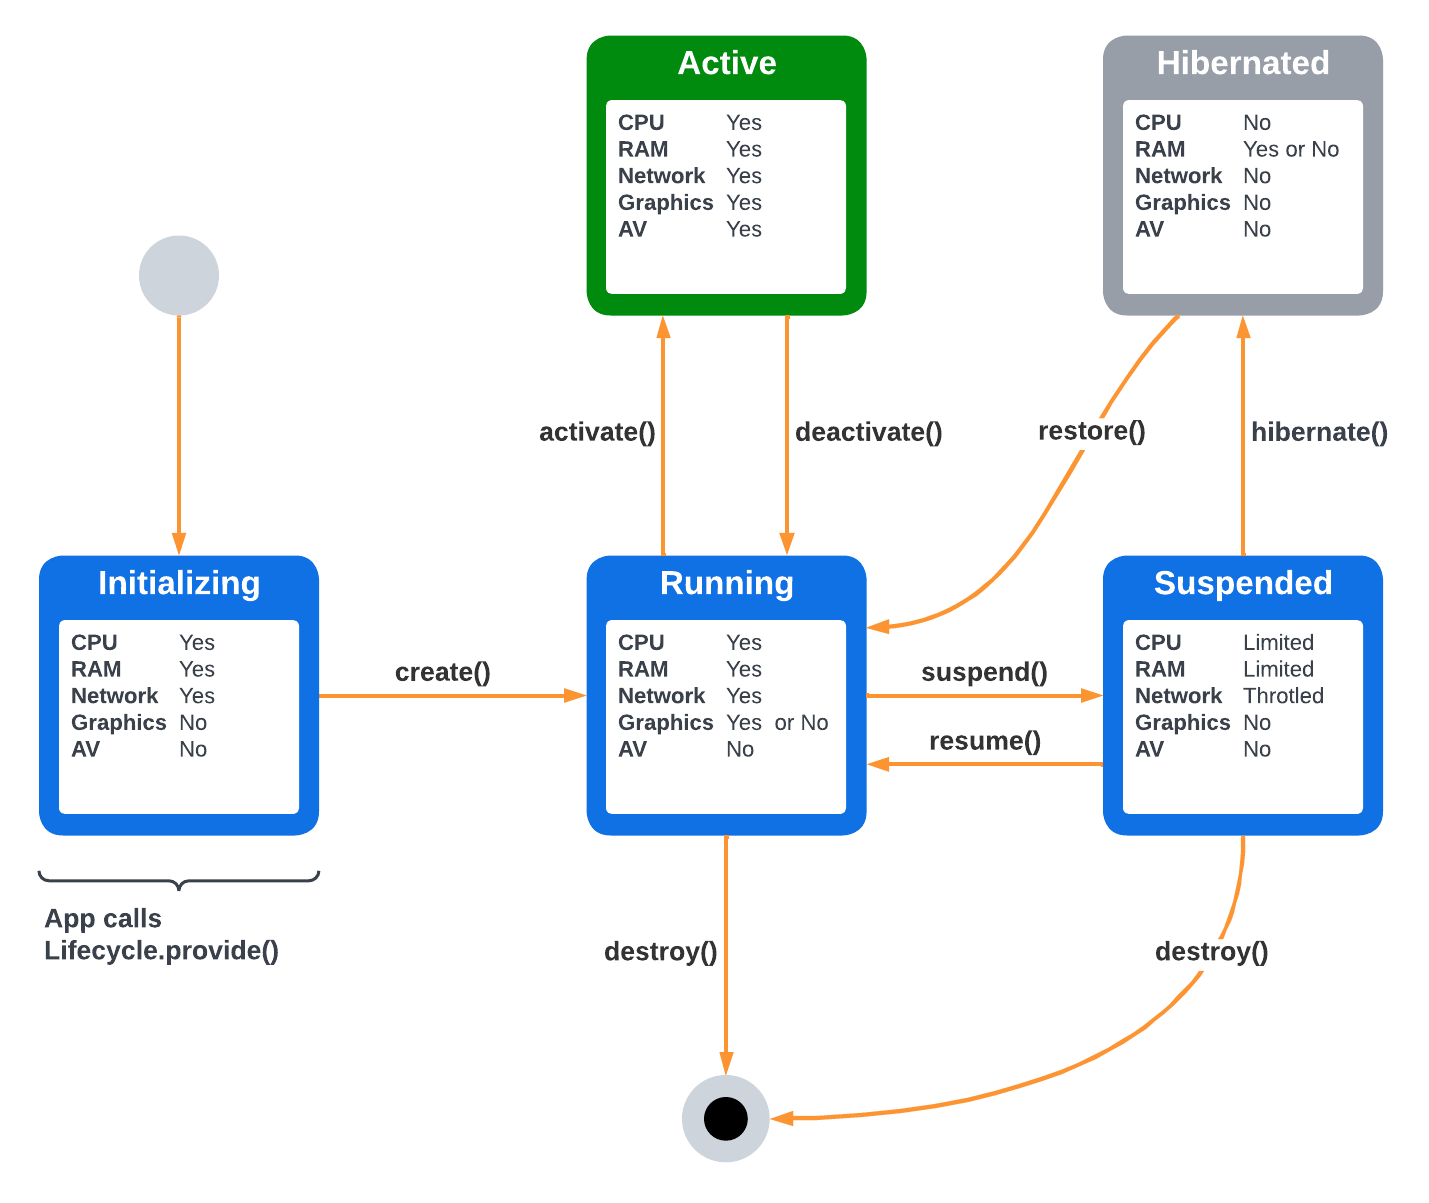 Active
CPU Yes
RAM Yes
Network Yes
Graphics Yes
AV Yes
Hibernated
CPU No
RAM Yes or No
Network No
Graphics No
AV No
activate()
deactivate()
restore()
hibernate()
Initializing
CPU Yes
RAM Yes
Network Yes
Graphics No
AV No
create()
Running
CPU Yes
RAM Yes
Network Yes
Graphics Yes or No
AV No
suspend()
resume()
Suspended
CPU Limited
RAM Limited
Network Throtled
Graphics No
AV No
App calls
Lifecycle.provide()
destroy()
destroy()